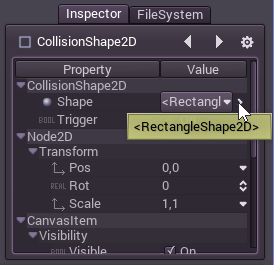 Inspector FileSystem
CollisionShape2D
Property Value
CollisionShape2D
Shape <Rectangl
BOOL Trigger
<RectangleShape2D>
Node2D
Transform
Pos 0,0
REAL Rot 0
Scale 1,1
CanvasItem
Visibility
BOOL Visible On